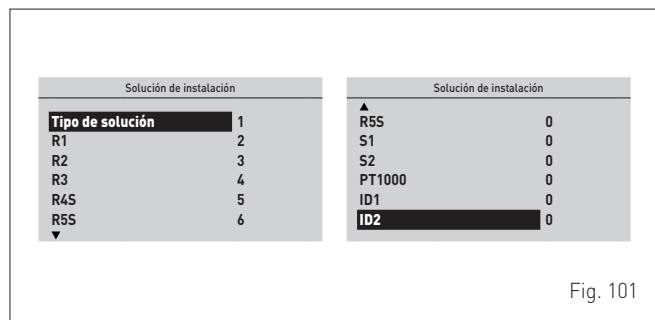 Solución de instalación
Tipo de solución 1
R1 2
R2 3
R3 4
R4S 5
R5S 6
▼
Solución de instalación
▲
R5S 0
S1 0
S2 0
PT1000 0
ID1 0
ID2 0
Fig. 101